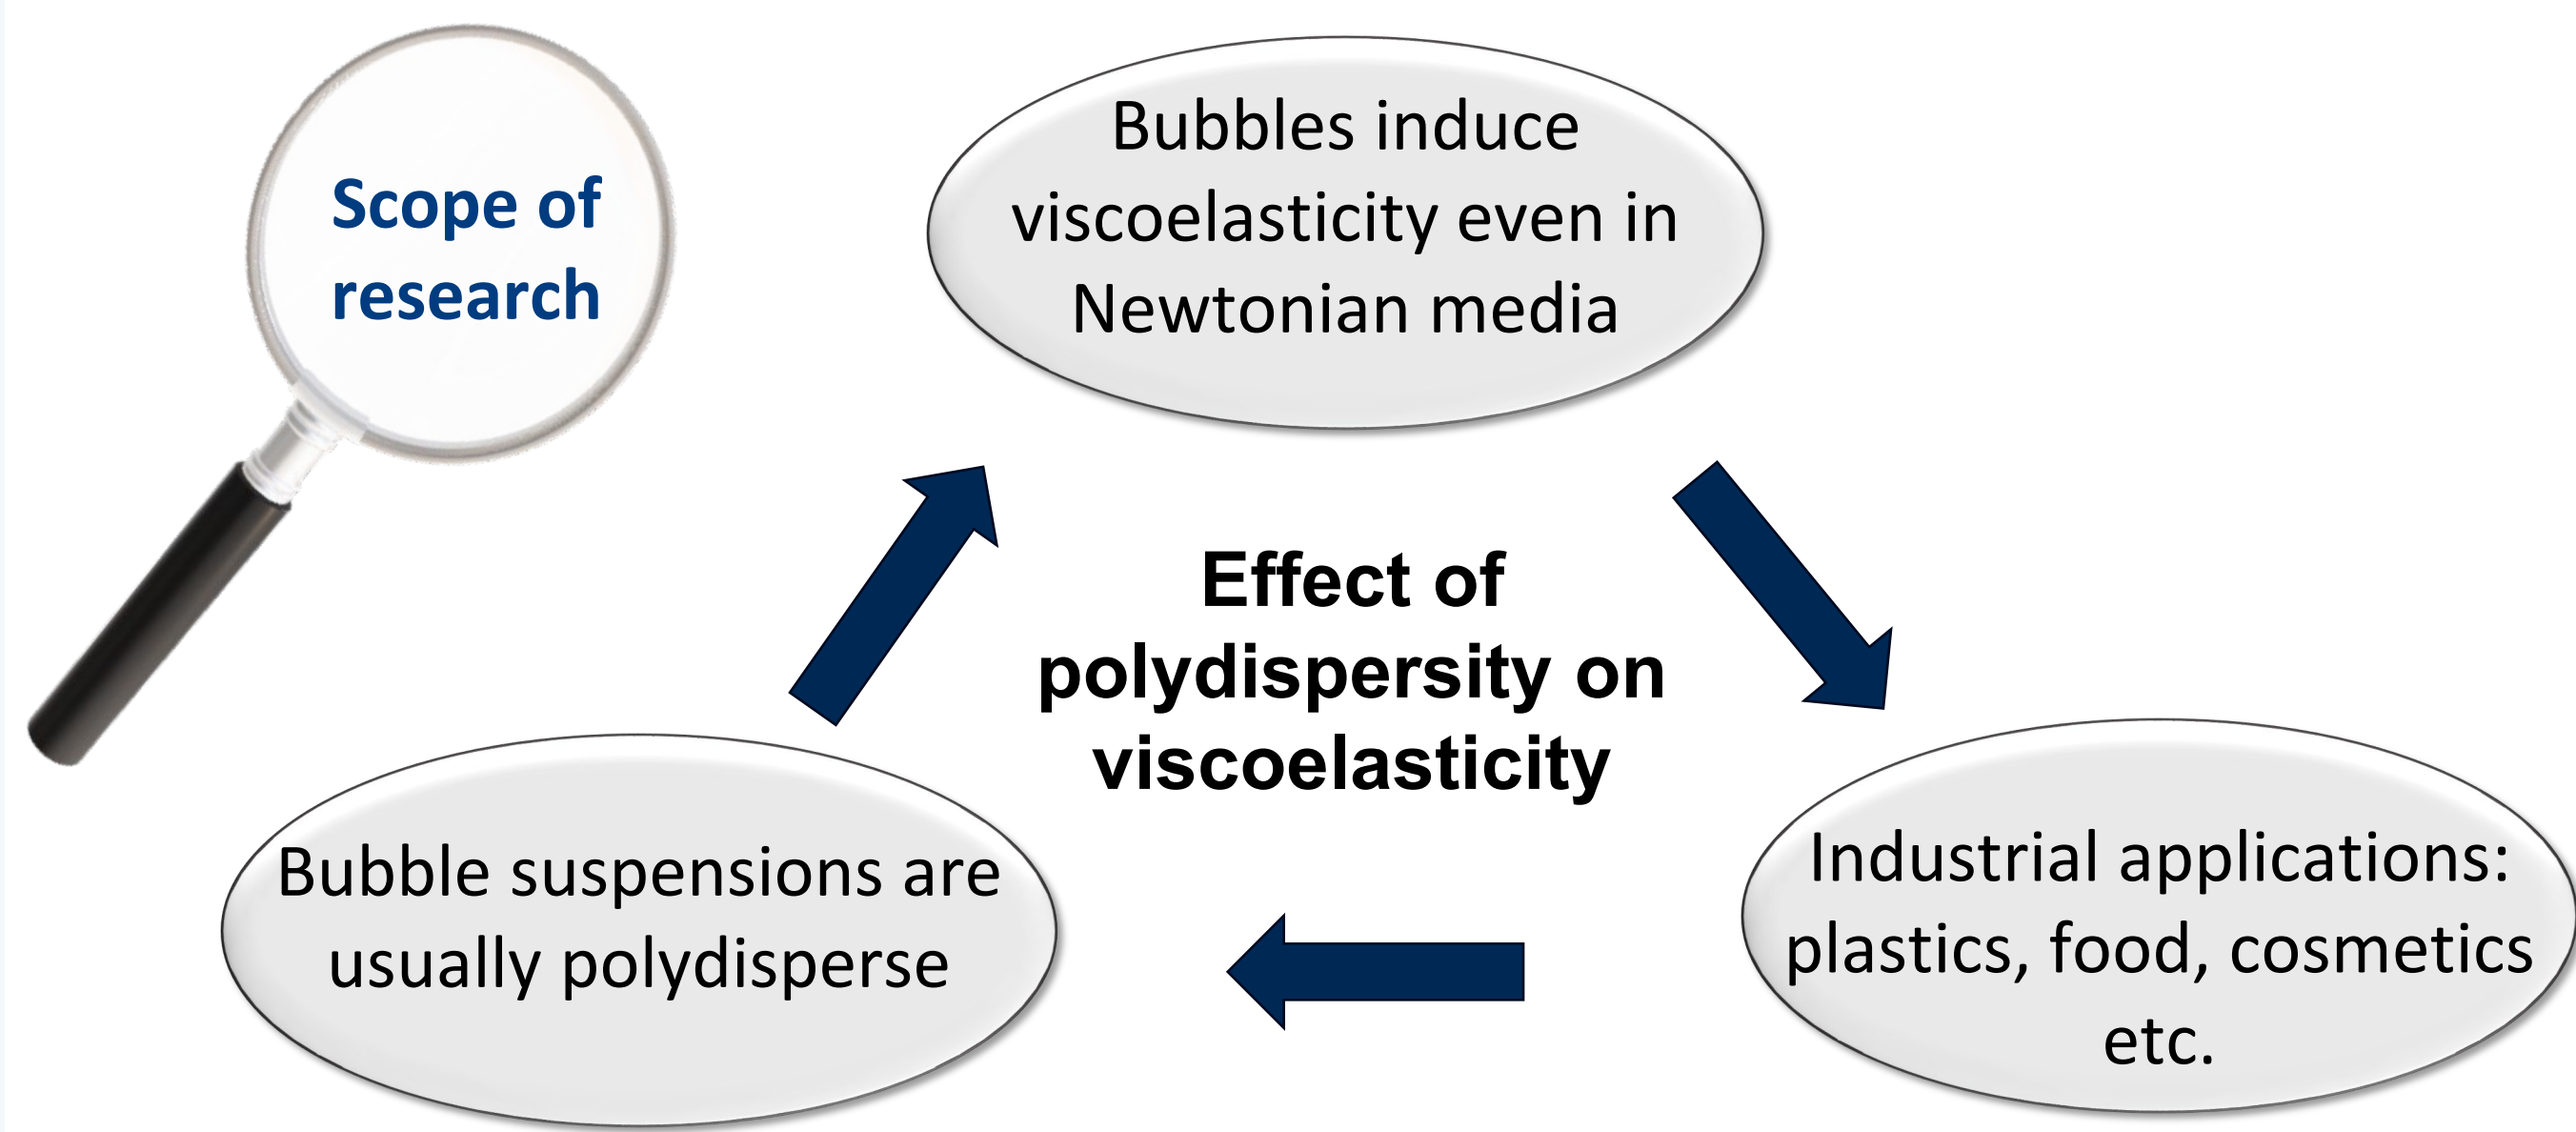 Scope of
research
Bubbles induce
viscoelasticity even in
Newtonian media
Effect of
polydispersity on
viscoelasticity
Industrial applications:
plastics, food, cosmetics
etc.
Bubble suspensions are
usually polydisperse